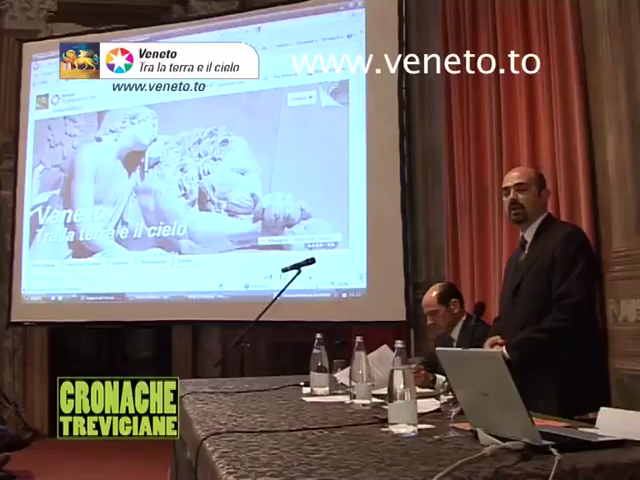 Veneto
Tra la terra e il cielo
www.veneto.to
www.veneto.to
Veneto
Tra la terra e il cielo
CRONACHE
TREVIGIANE